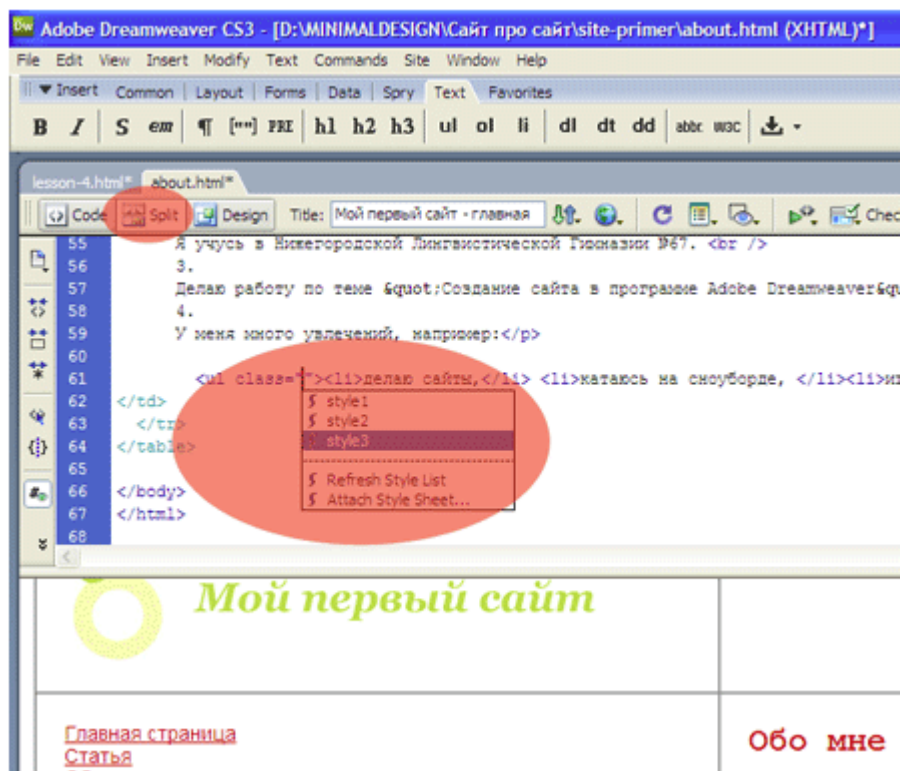 Adobe Dreamweaver CS3 - [D:\MINIMALDESIGN\Сайт про сайт\site-primer\about.html (XHTML)*]
File Edit View Insert Modify Text Commands Site Window Help
Insert Common Layout Forms Data Spry Text Favorites
B I S em ¶ [""] PRE h1 h2 h3 ul ol li dl dt dd abbr. W3C
lesson-4.html* about.html*
Code Split Design Title: Мой первый сайт - главная Chec
55 Я учусь в Нижегородской Лингвистической Гимназии №67. <br />
56 3.
57 Делаю работу по теме &quot;Создание сайта в программе Adobe Dreamweaver&qu
58 4.
59 У меня много увлечений, например:</p>
60
61 <ul class=""><li>делаю сайты,</li> <li>катаюсь на сноуборде, </li><li>иг
62 </td>
63 </tr>
64 </table>
65
66 </body>
67 </html>
68
style1
style2
style3
Refresh Style List
Attach Style Sheet...
Мой первый сайт
Главная страница
Статья
Обо мне